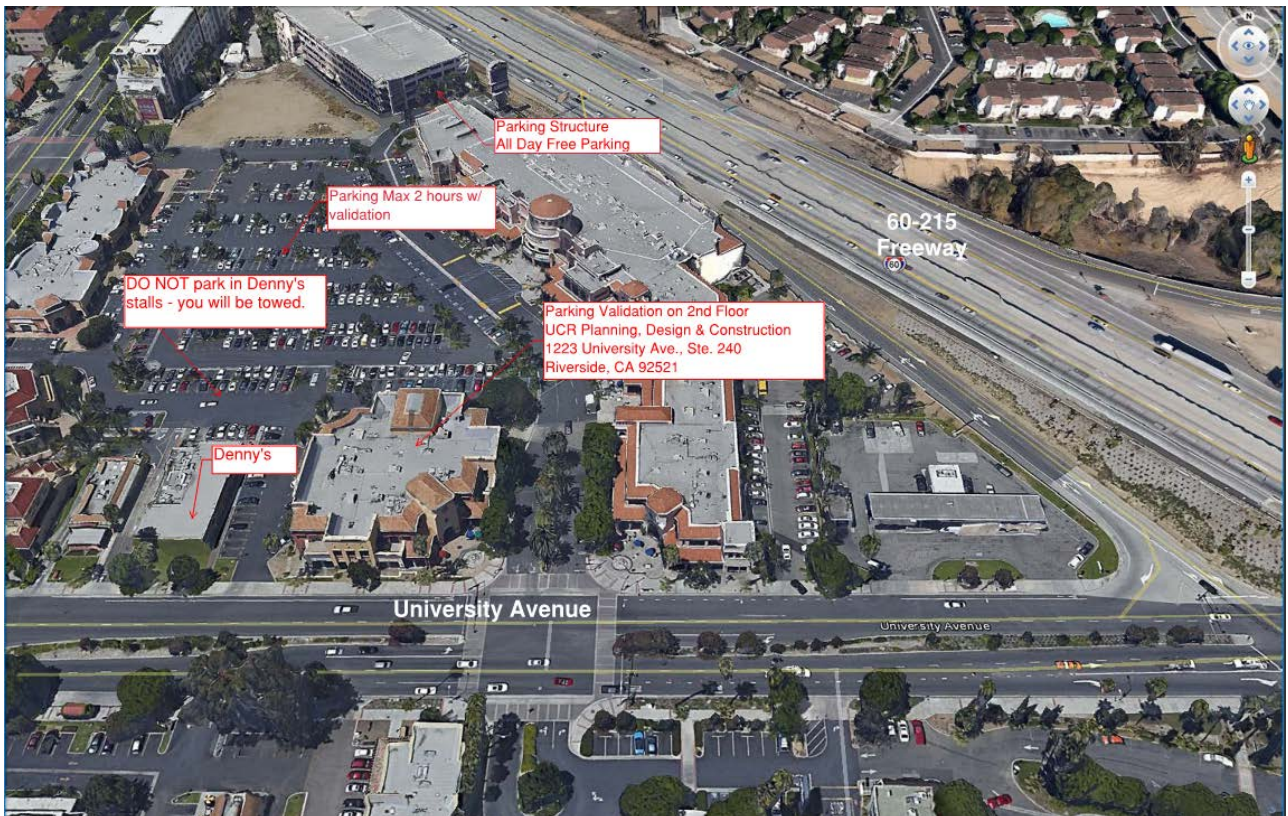 N
Parking Structure
All Day Free Parking
Parking Max 2 hours w/
validation
60-215
Freeway
60
DO NOT park in Denny's
stalls - you will be towed.
Parking Validation on 2nd Floor
UCR Planning, Design & Construction
1223 University Ave., Ste. 240
Riverside, CA 92521
Denny's
University Avenue
University Avenue